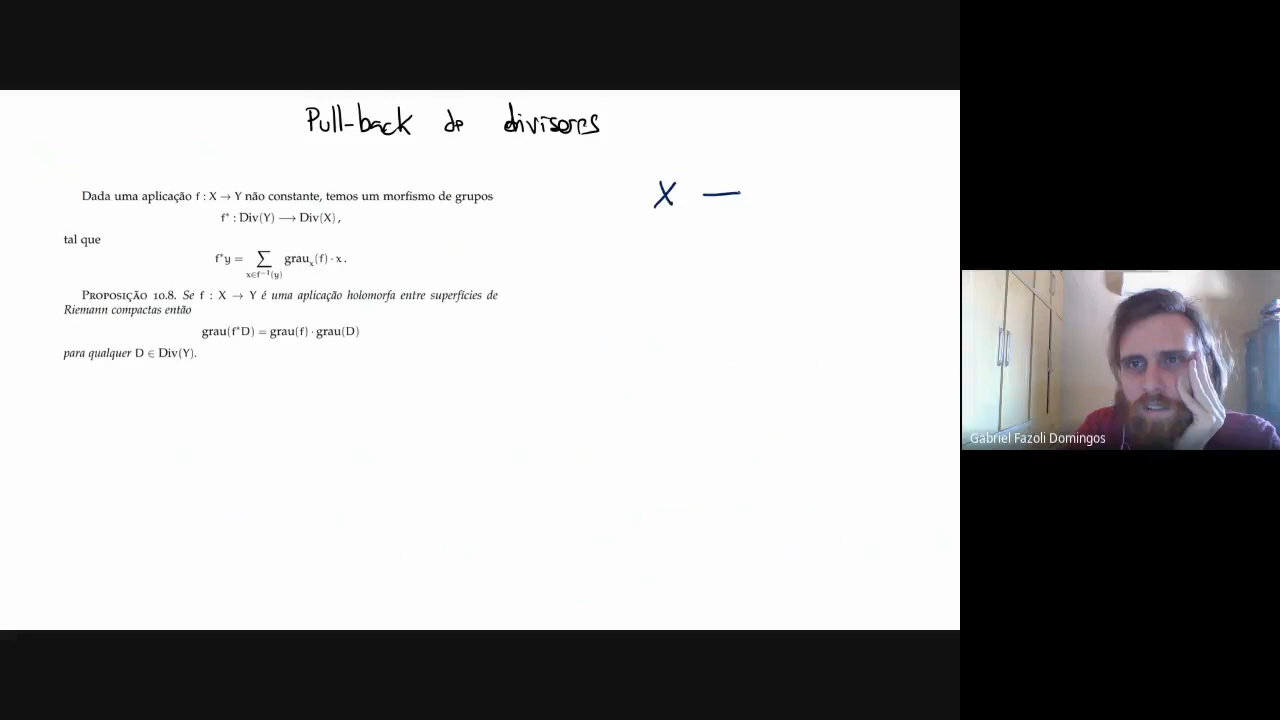 Pull-back de divisores
Dada uma aplicação f : X → Y não constante, temos um morfismo de grupos
f* : Div(Y) ⟶ Div(X) ,
tal que
f*y = ∑ grauₓ(f) · x .
x∈f⁻¹(y)
PROPOSIÇÃO 10.8. Se f : X → Y é uma aplicação holomorfa entre superfícies de
Riemann compactas então
grau(f*D) = grau(f) · grau(D)
para qualquer D ∈ Div(Y).
X —
Gabriel Fazoli Domingos